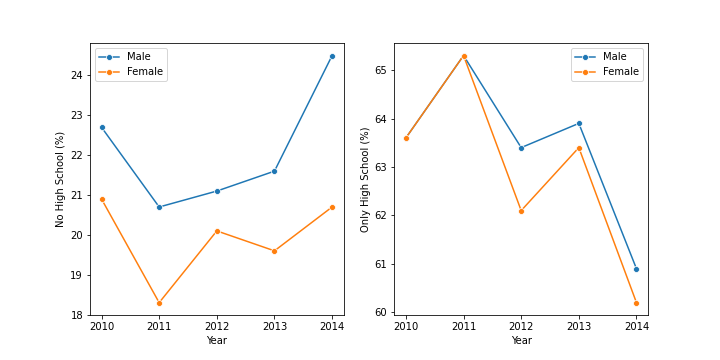 Male
Female
No High School (%)
24
23
22
21
20
19
18
2010
2011
2012
2013
2014
Year
Male
Female
Only High School (%)
65
64
63
62
61
60
2010
2011
2012
2013
2014
Year